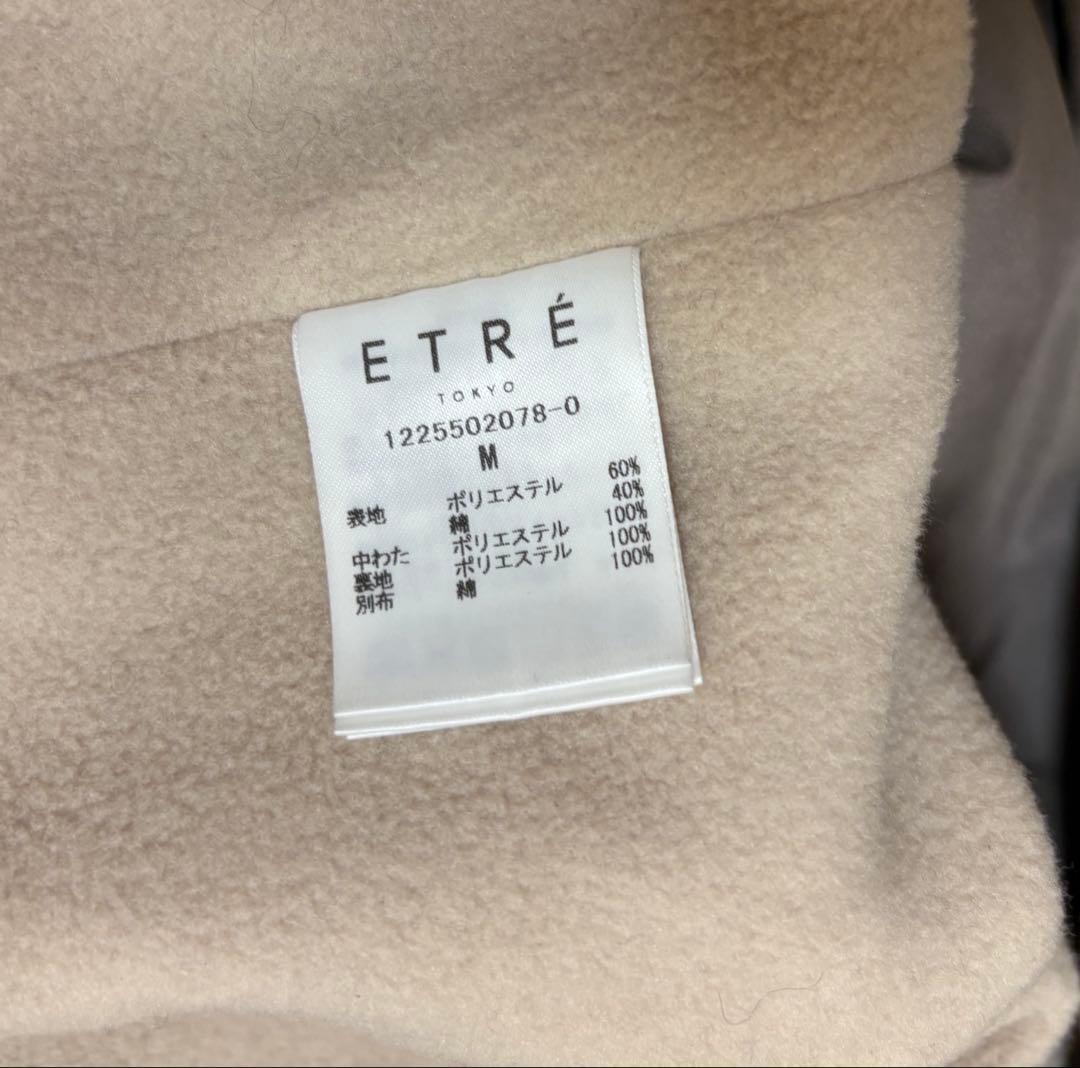 ETRÉ
TOKYO
1225502078-0
M
表地 ポリエステル 60%
綿 40%
中わた ポリエステル 100%
裏地 ポリエステル 100%
別布 綿 100%